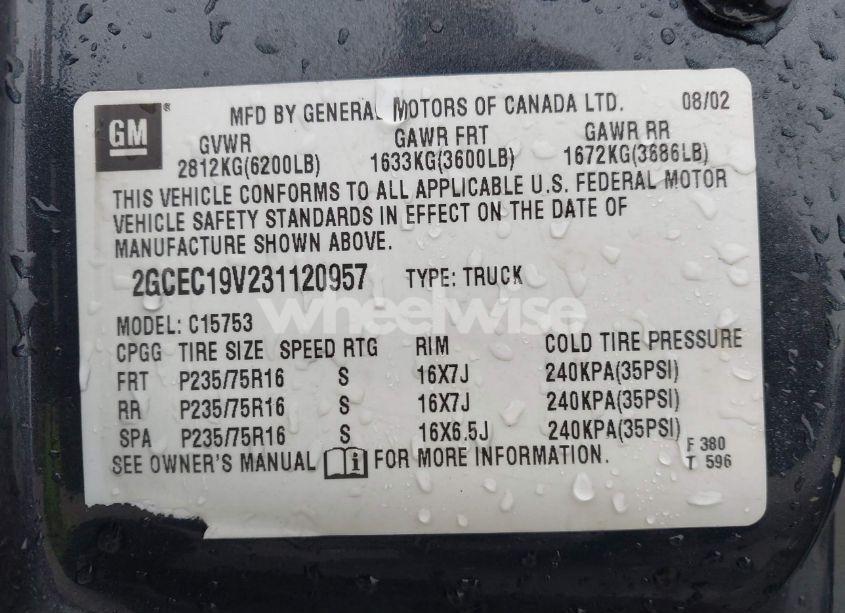 GM ® MFD BY GENERAL MOTORS OF CANADA LTD. 08/02
GVWR GAWR FRT GAWR RR
2812KG(6200LB) 1633KG(3600LB) 1672KG(3686LB)
THIS VEHICLE CONFORMS TO ALL APPLICABLE U.S. FEDERAL MOTOR
VEHICLE SAFETY STANDARDS IN EFFECT ON THE DATE OF
MANUFACTURE SHOWN ABOVE.
2GCEC19V231120957 TYPE: TRUCK
wheelwise
MODEL: C15753
CPGG TIRE SIZE SPEED RTG RIM COLD TIRE PRESSURE
FRT P235/75R16 S 16X7J 240KPA(35PSI)
RR P235/75R16 S 16X7J 240KPA(35PSI)
SPA P235/75R16 S 16X6.5J 240KPA(35PSI)
SEE OWNER'S MANUAL i FOR MORE INFORMATION. F 380
T 596